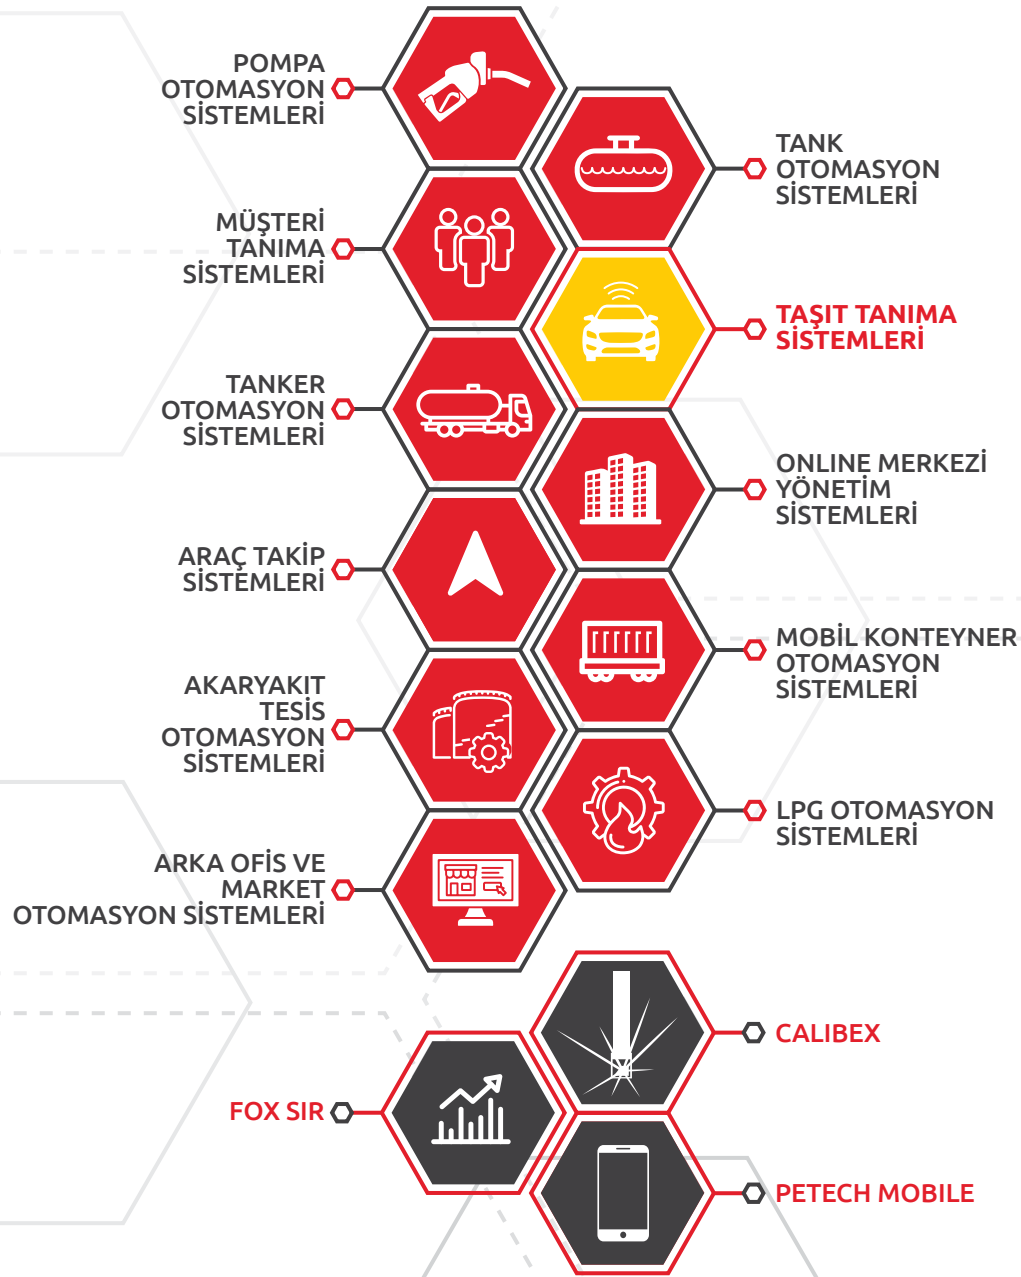 POMPA
OTOMASYON
SİSTEMLERİ
TANK
OTOMASYON
SİSTEMLERİ
MÜŞTERİ
TANIMA
SİSTEMLERİ
TAŞIT TANIMA
SİSTEMLERİ
TANKER
OTOMASYON
SİSTEMLERİ
ONLINE MERKEZİ
YÖNETİM
SİSTEMLERİ
ARAÇ TAKİP
SİSTEMLERİ
MOBİL KONTEYNER
OTOMASYON
SİSTEMLERİ
AKARYAKIT
TESİS
OTOMASYON
SİSTEMLERİ
LPG OTOMASYON
SİSTEMLERİ
ARKA OFİS VE
MARKET
OTOMASYON SİSTEMLERİ
CALIBEX
FOX SIR
PETECH MOBILE